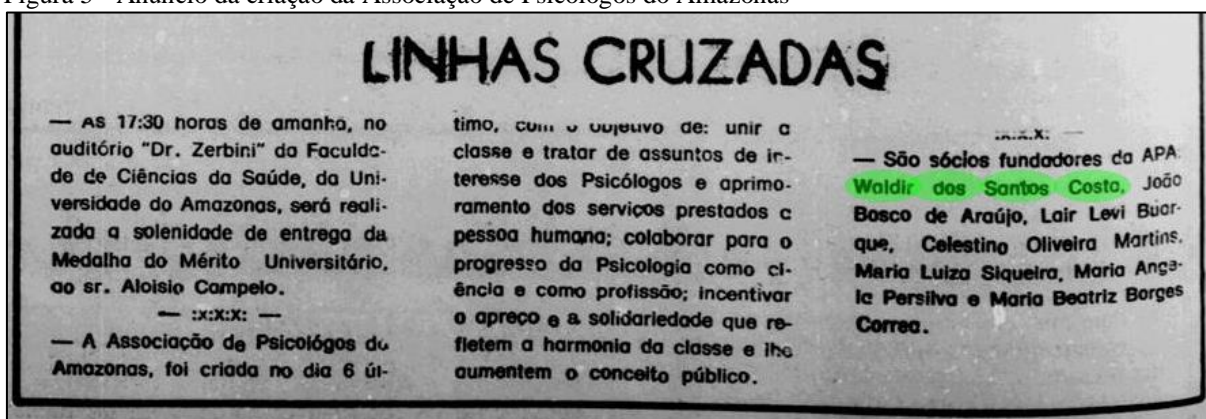 Figura 3 - Anúncio da criação da Associação de Psicólogos do Amazonas
LINHAS CRUZADAS
— AS 17:30 horas de amanhã, no
auditório "Dr. Zerbini" da Faculda-
de de Ciências da Saúde, da Uni-
versidade do Amazonas, será reali-
zada a solenidade de entrega da
Medalha do Mérito Universitário,
ao sr. Aloisio Campelo.
— :x:x:x: —
— A Associação de Psicológos do
Amazonas, foi criada no dia 6 úl-
timo, com o objetivo de: unir a
classe e tratar de assuntos de in-
teresse dos Psicólogos e aprimo-
ramento dos serviços prestados a
pessoa humana; colaborar para o
progresso da Psicologia como ci-
ência e como profissão; incentivar
o apreço e a solidariedade que re-
fletem a harmonia da classe e lhe
aumentem o conceito público.
:x:x:x: —
— São sócios fundadores da APA:
Waldir dos Santos Costa, João
Bosco de Araújo, Lair Levi Buar-
que, Celestino Oliveira Martins,
Maria Luiza Siqueira, Maria Ange-
la Persilva e Maria Beatriz Borges
Correa.